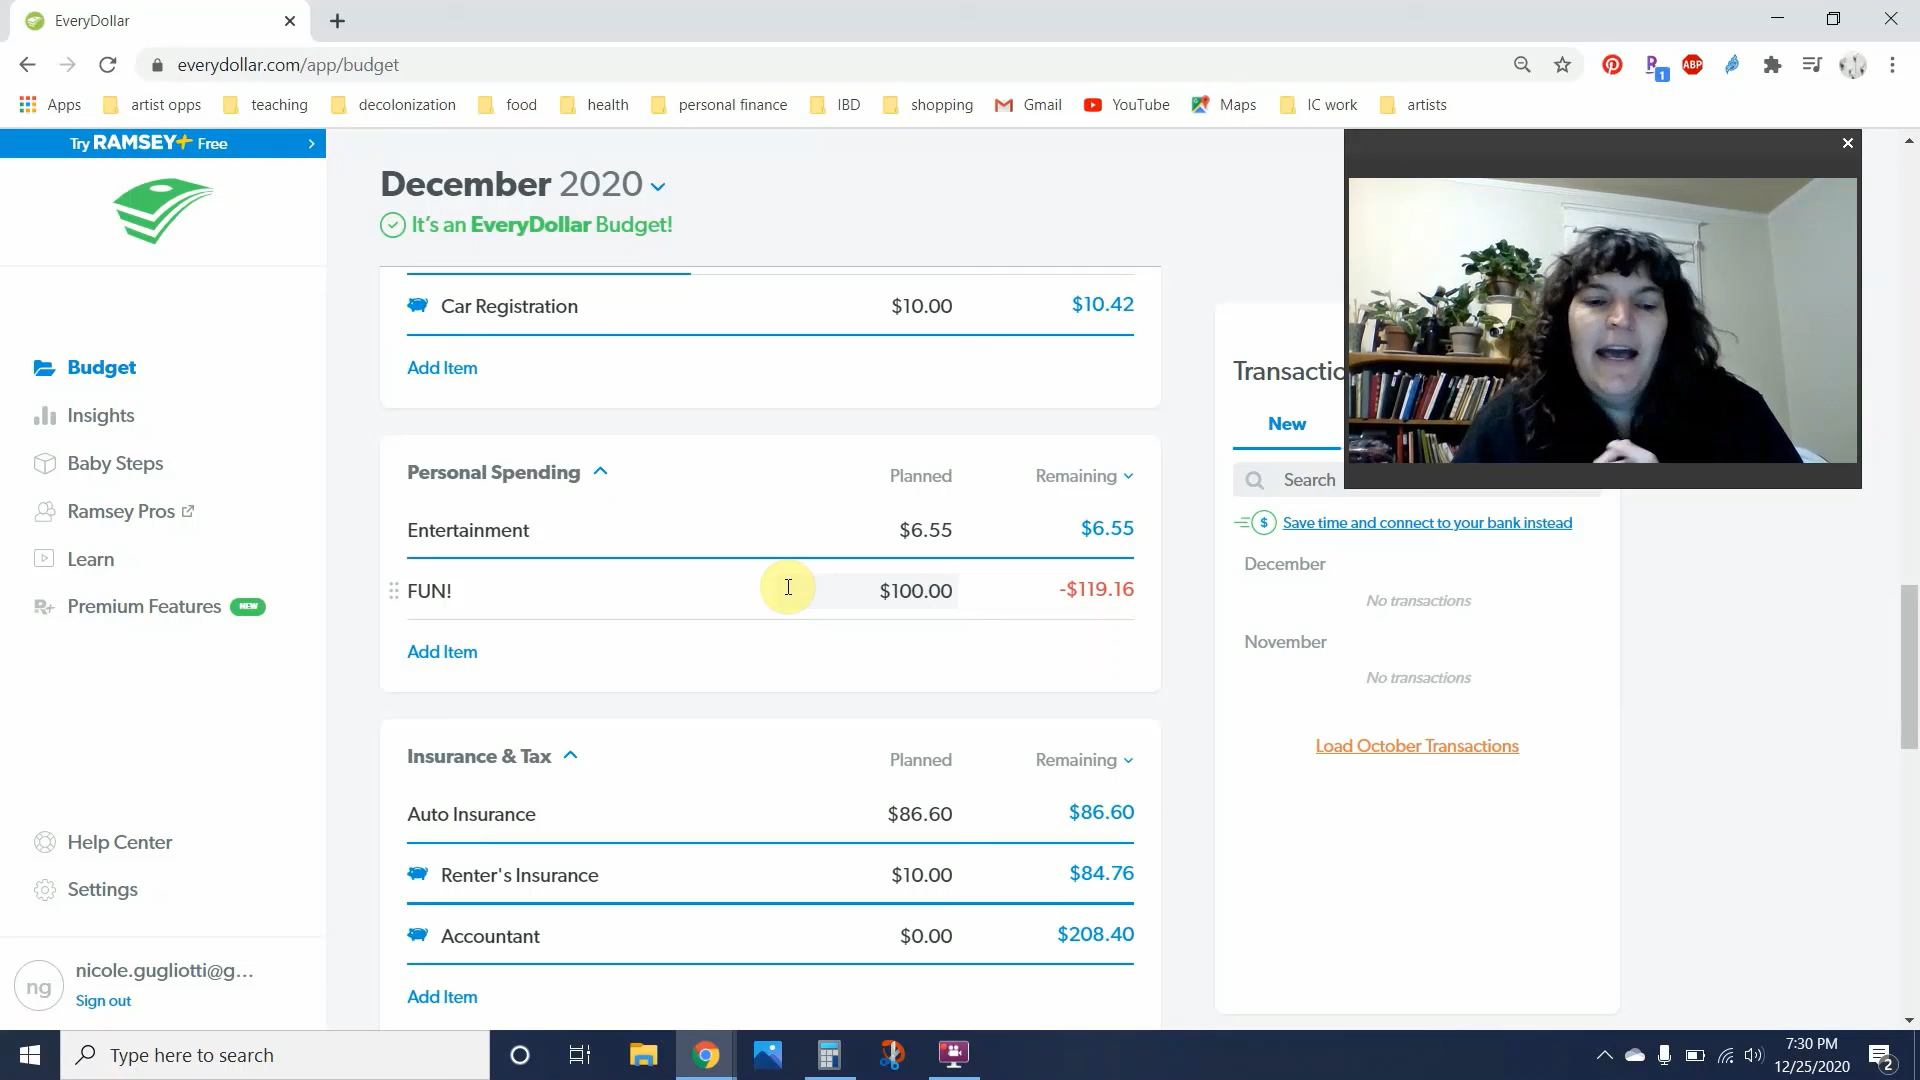 EveryDollar
everydollar.com/app/budget
ABP
1
Apps
artist opps
teaching
decolonization
food
health
personal finance
IBD
shopping
Gmail
YouTube
Maps
IC work
artists
Try RAMSEY+ Free
Budget
Insights
Baby Steps
Ramsey Pros
Learn
Premium Features NEW
Help Center
Settings
ng
nicole.gugliotti@g...
Sign out
December 2020
It's an EveryDollar Budget!
Car Registration $10.00 $10.42
Add Item
Personal Spending Planned Remaining
Entertainment $6.55 $6.55
FUN! $100.00 -$119.16
Add Item
Insurance & Tax Planned Remaining
Auto Insurance $86.60 $86.60
Renter's Insurance $10.00 $84.76
Accountant $0.00 $208.40
Add Item
Transactio
New
Search
$ Save time and connect to your bank instead
December
No transactions
November
No transactions
Load October Transactions
Type here to search
7:30 PM
12/25/2020
2